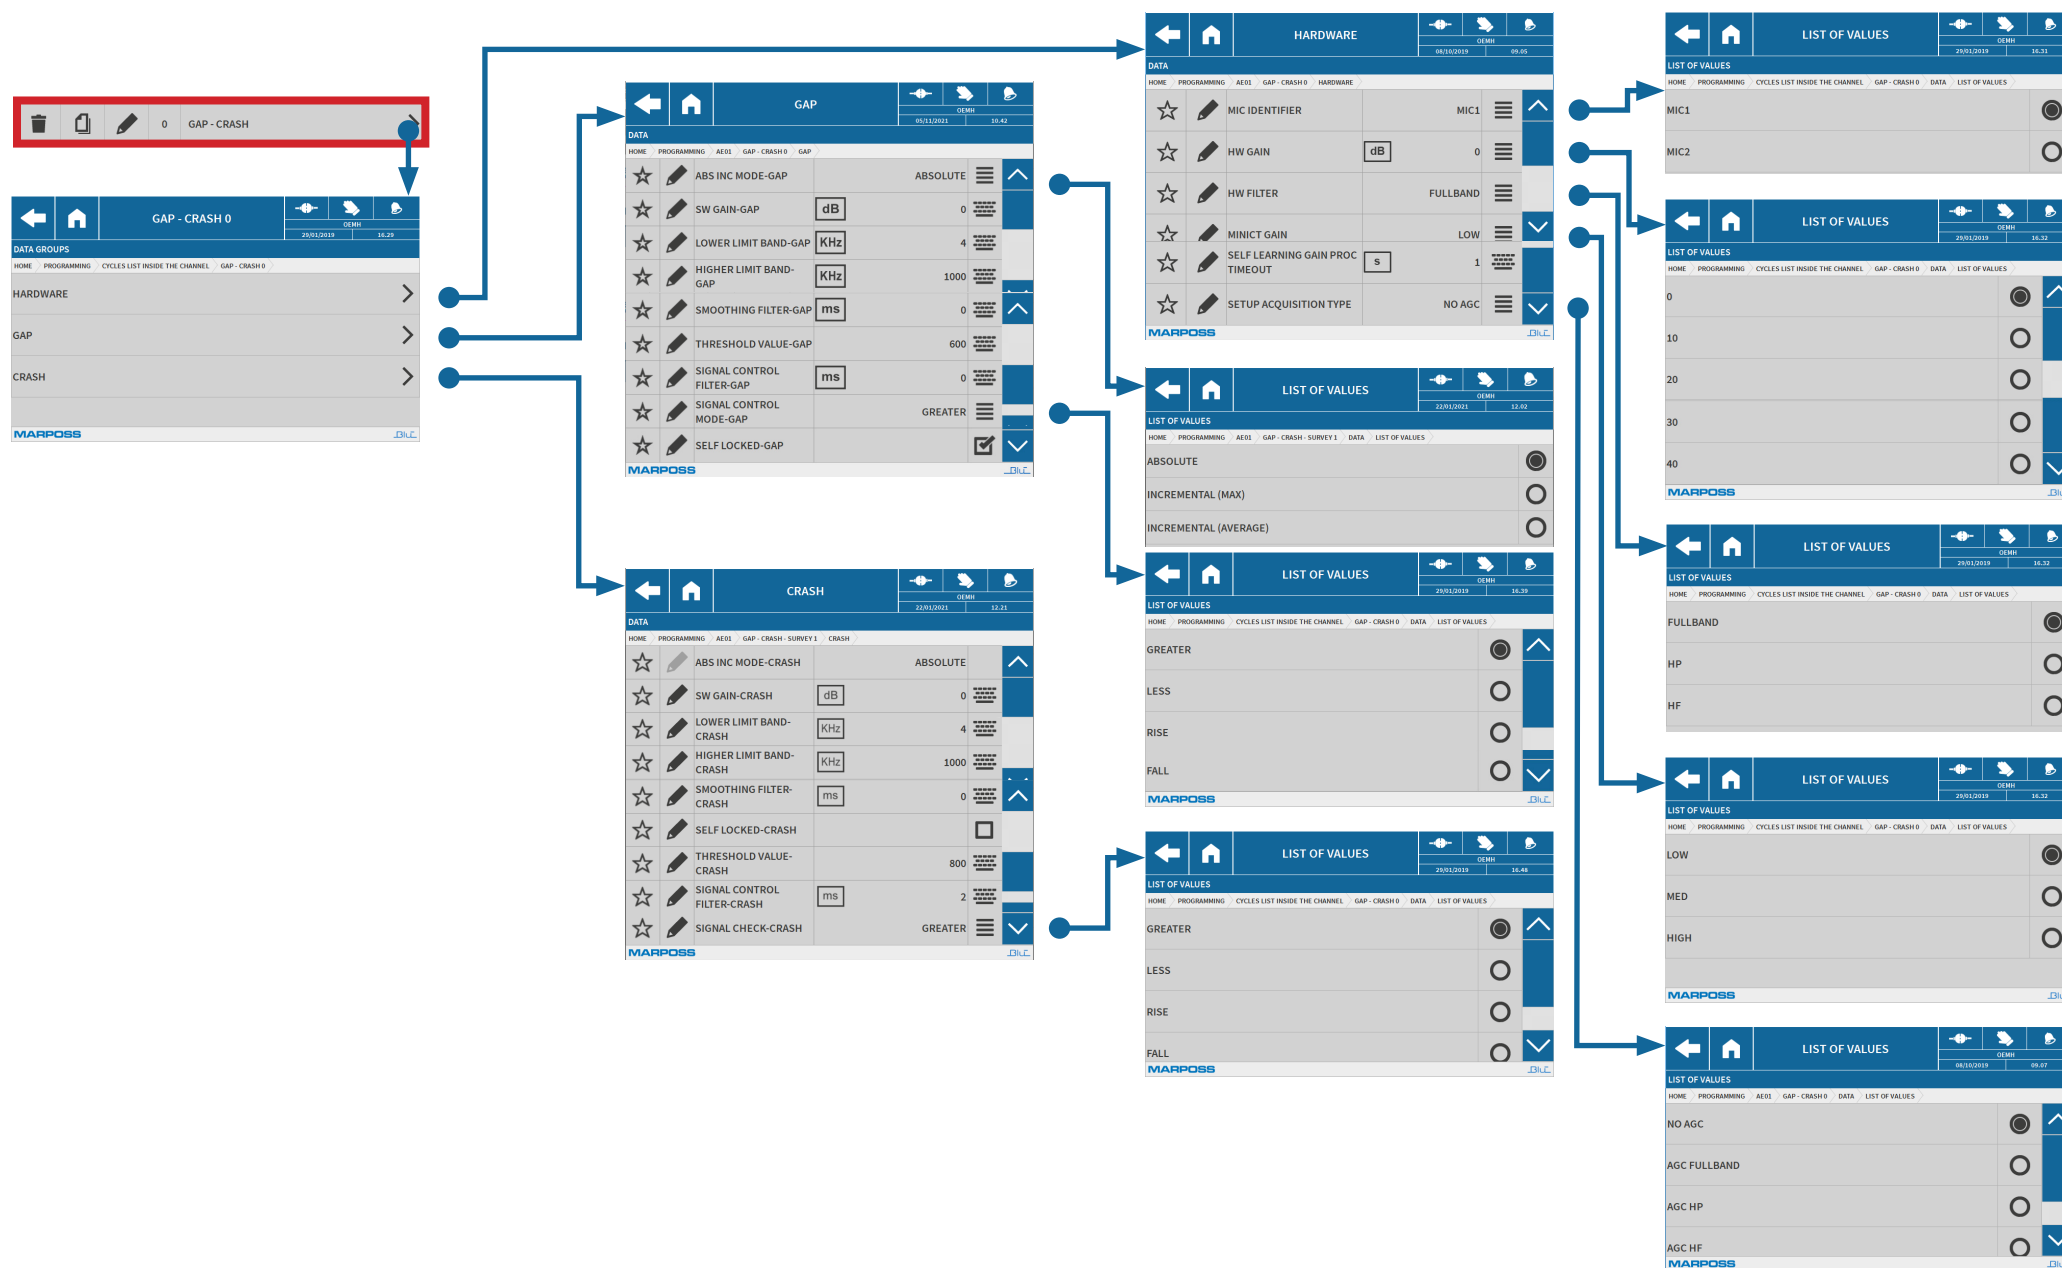 0 GAP - CRASH
GAP - CRASH 0
OEMH
29/01/2019 16.29
DATA GROUPS
HOME PROGRAMMING CYCLES LIST INSIDE THE CHANNEL GAP - CRASH 0
HARDWARE
GAP
CRASH
MARPOSS
GAP
OEMH
05/11/2021 10.42
DATA
HOME PROGRAMMING AE01 GAP - CRASH 0 GAP
ABS INC MODE-GAP ABSOLUTE
SW GAIN-GAP dB 0
LOWER LIMIT BAND-GAP KHz 4
HIGHER LIMIT BAND-
GAP KHz 1000
SMOOTHING FILTER-GAP ms 0
THRESHOLD VALUE-GAP 600
SIGNAL CONTROL
FILTER-GAP ms 0
SIGNAL CONTROL
MODE-GAP GREATER
SELF LOCKED-GAP
MARPOSS BLÚ
CRASH
OEMH
22/01/2021 12.21
DATA
HOME PROGRAMMING AE01 GAP - CRASH - SURVEY 1 CRASH
ABS INC MODE-CRASH ABSOLUTE
SW GAIN-CRASH dB 0
LOWER LIMIT BAND-
CRASH KHz 4
HIGHER LIMIT BAND-
CRASH KHz 1000
SMOOTHING FILTER-
CRASH ms 0
SELF LOCKED-CRASH
THRESHOLD VALUE-
CRASH 800
SIGNAL CONTROL
FILTER-CRASH ms 2
SIGNAL CHECK-CRASH GREATER
MARPOSS
HARDWARE
OEMH
08/10/2019 09.05
DATA
HOME PROGRAMMING AE01 GAP - CRASH 0 HARDWARE
MIC IDENTIFIER MIC1
HW GAIN dB 0
HW FILTER FULLBAND
MINICT GAIN LOW
SELF LEARNING GAIN PROC
TIMEOUT s 1
SETUP ACQUISITION TYPE NO AGC
MARPOSS
LIST OF VALUES
OEMH
22/01/2021 12.02
LIST OF VALUES
HOME PROGRAMMING AE01 GAP - CRASH - SURVEY 1 DATA LIST OF VALUES
ABSOLUTE
INCREMENTAL (MAX)
INCREMENTAL (AVERAGE)
LIST OF VALUES
OEMH
29/01/2019 16.39
LIST OF VALUES
HOME PROGRAMMING CYCLES LIST INSIDE THE CHANNEL GAP - CRASH 0 DATA LIST OF VALUES
GREATER
LESS
RISE
FALL
MARPOSS
LIST OF VALUES
OEMH
29/01/2019 16.48
LIST OF VALUES
HOME PROGRAMMING CYCLES LIST INSIDE THE CHANNEL GAP - CRASH 0 DATA LIST OF VALUES
GREATER
LESS
RISE
FALL
MARPOSS
LIST OF VALUES
OEMH
29/01/2019 16.31
LIST OF VALUES
HOME PROGRAMMING CYCLES LIST INSIDE THE CHANNEL GAP - CRASH 0 DATA LIST OF VALUES
MIC1
MIC2
LIST OF VALUES
OEMH
29/01/2019 16.32
LIST OF VALUES
HOME PROGRAMMING CYCLES LIST INSIDE THE CHANNEL GAP - CRASH 0 DATA LIST OF VALUES
0
10
20
30
40
MARPOSS
LIST OF VALUES
OEMH
29/01/2019 16.32
LIST OF VALUES
HOME PROGRAMMING CYCLES LIST INSIDE THE CHANNEL GAP - CRASH 0 DATA LIST OF VALUES
FULLBAND
HP
HF
LIST OF VALUES
OEMH
29/01/2019 16.32
LIST OF VALUES
HOME PROGRAMMING CYCLES LIST INSIDE THE CHANNEL GAP - CRASH 0 DATA LIST OF VALUES
LOW
MED
HIGH
MARPOSS
LIST OF VALUES
OEMH
08/10/2019 09.07
LIST OF VALUES
HOME PROGRAMMING AE01 GAP - CRASH 0 DATA LIST OF VALUES
NO AGC
AGC FULLBAND
AGC HP
AGC HF
MARPOSS